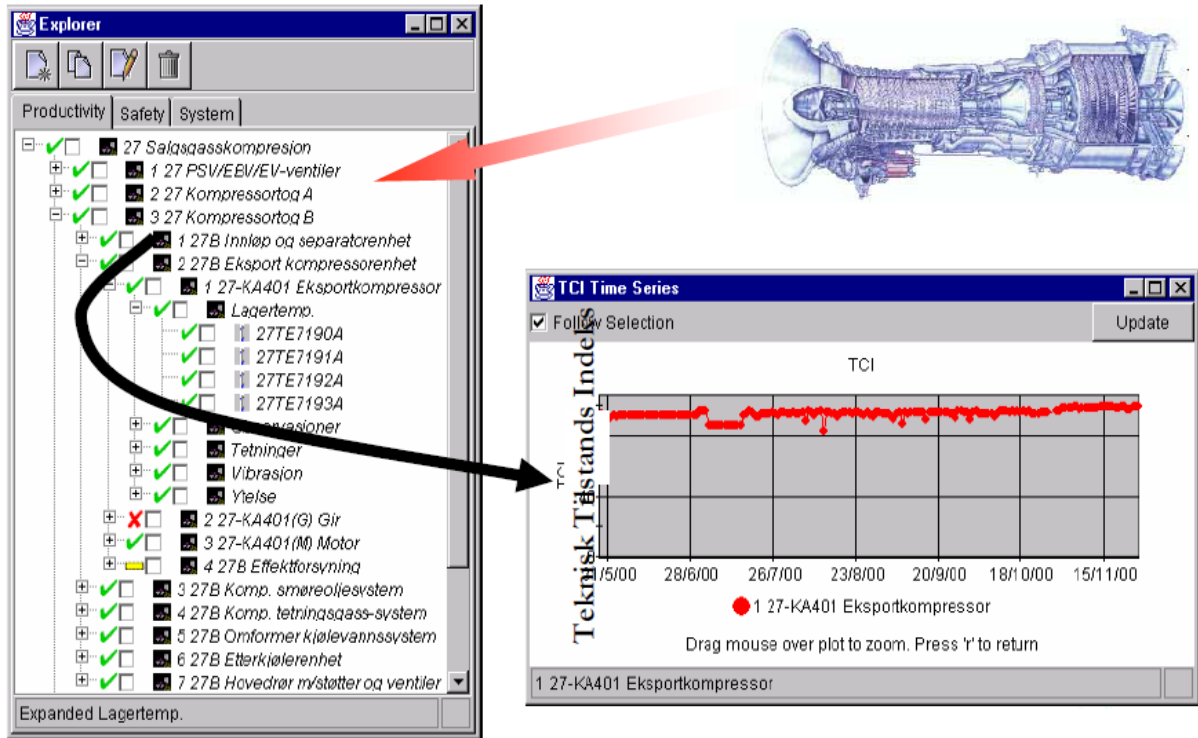 Explorer
Productivity Safety System
27 Salgsgasskompresjon
1 27 PSV/EBV/EV-ventiler
2 27 Kompressortog A
3 27 Kompressortog B
1 27B Innløp og separatorenhet
2 27B Eksport kompressorenhet
1 27-KA401 Eksportkompressor
Lagertemp.
27TE7190A
27TE7191A
27TE7192A
27TE7193A
Tetninger
Vibrasjon
Ytelse
2 27-KA401(G) Gir
3 27-KA401(M) Motor
4 27B Effektforsyning
3 27B Komp. smøreoljesystem
4 27B Komp. tetningsgass-system
5 27B Omformer kjølevannssystem
6 27B Etterkjølerenhet
7 27B Hovedrør m/støtter og ventiler
Expanded Lagertemp.
TCI Time Series
Follow Selection Update
TCI
TCI
Teknisk Tilstands Indeks
/5/00 28/6/00 26/7/00 23/8/00 20/9/00 18/10/00 15/11/00
1 27-KA401 Eksportkompressor
Drag mouse over plot to zoom. Press 'r' to return
1 27-KA401 Eksportkompressor